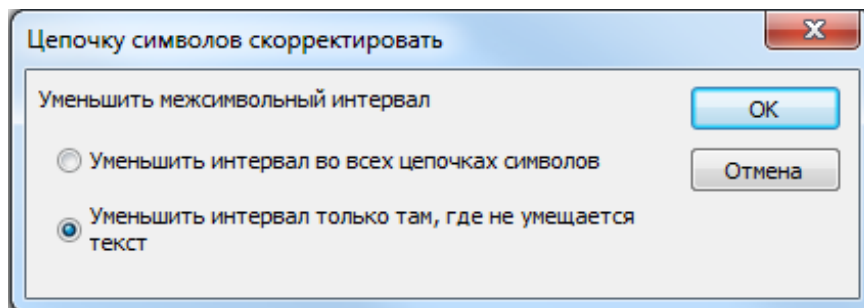 Цепочку символов скорректировать
Уменьшить межсимвольный интервал
OK
Уменьшить интервал во всех цепочках символов
Отмена
Уменьшить интервал только там, где не умещается
текст